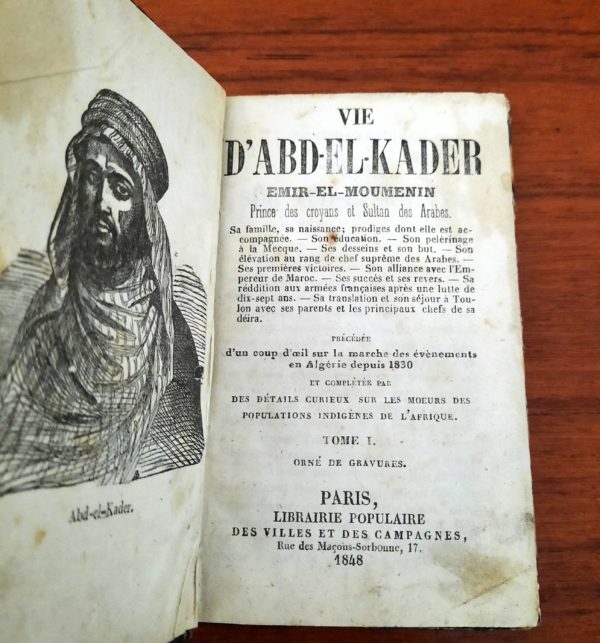 Abd-el-Kader.
VIE
D'ABD-EL-KADER
EMIR-EL-MOUMENIN
Prince des croyans et Sultan des Arabes.
Sa famille, sa naissance; prodiges dont elle est ac-
compagnée. — Son éducation. — Son pelérinage
à la Mecque. — Ses desseins et son but. — Son
élévation au rang de chef suprême des Arabes. —
Ses premières victoires. — Son alliance avec l'Em-
pereur de Maroc. — Ses succès et ses revers. — Sa
réddition aux armées françaises après une lutte de
dix-sept ans. — Sa translation et son séjour à Tou-
lon avec ses parents et les principaux chefs de sa
déira.
PRÉCÉDÉE
d'un coup d'œil sur la marche des évènements
en Algérie depuis 1830
ET COMPLÉTÉE PAR
DES DÉTAILS CURIEUX SUR LES MOEURS DES
POPULATIONS INDIGÈNES DE L'AFRIQUE.
TOME I.
ORNÉ DE GRAVURES.
PARIS,
LIBRAIRIE POPULAIRE
DES VILLES ET DES CAMPAGNES,
Rue des Maçons-Sorbonne, 17.
1848